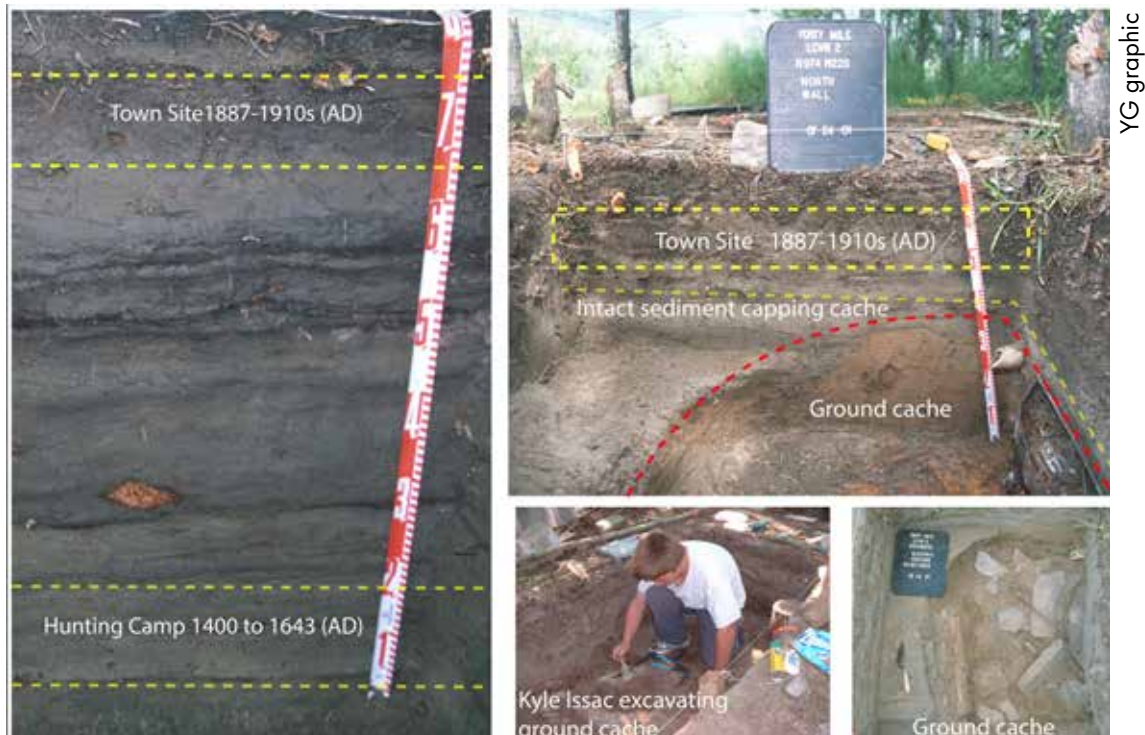 Town Site1887-1910s (AD)
Hunting Camp 1400 to 1643 (AD)
FORTY MILE
NORTH
WALL
Town Site 1887-1910s (AD)
Intact sediment capping cache
Ground cache
Kyle Issac excavating
ground cache
Ground cache
YG graphic